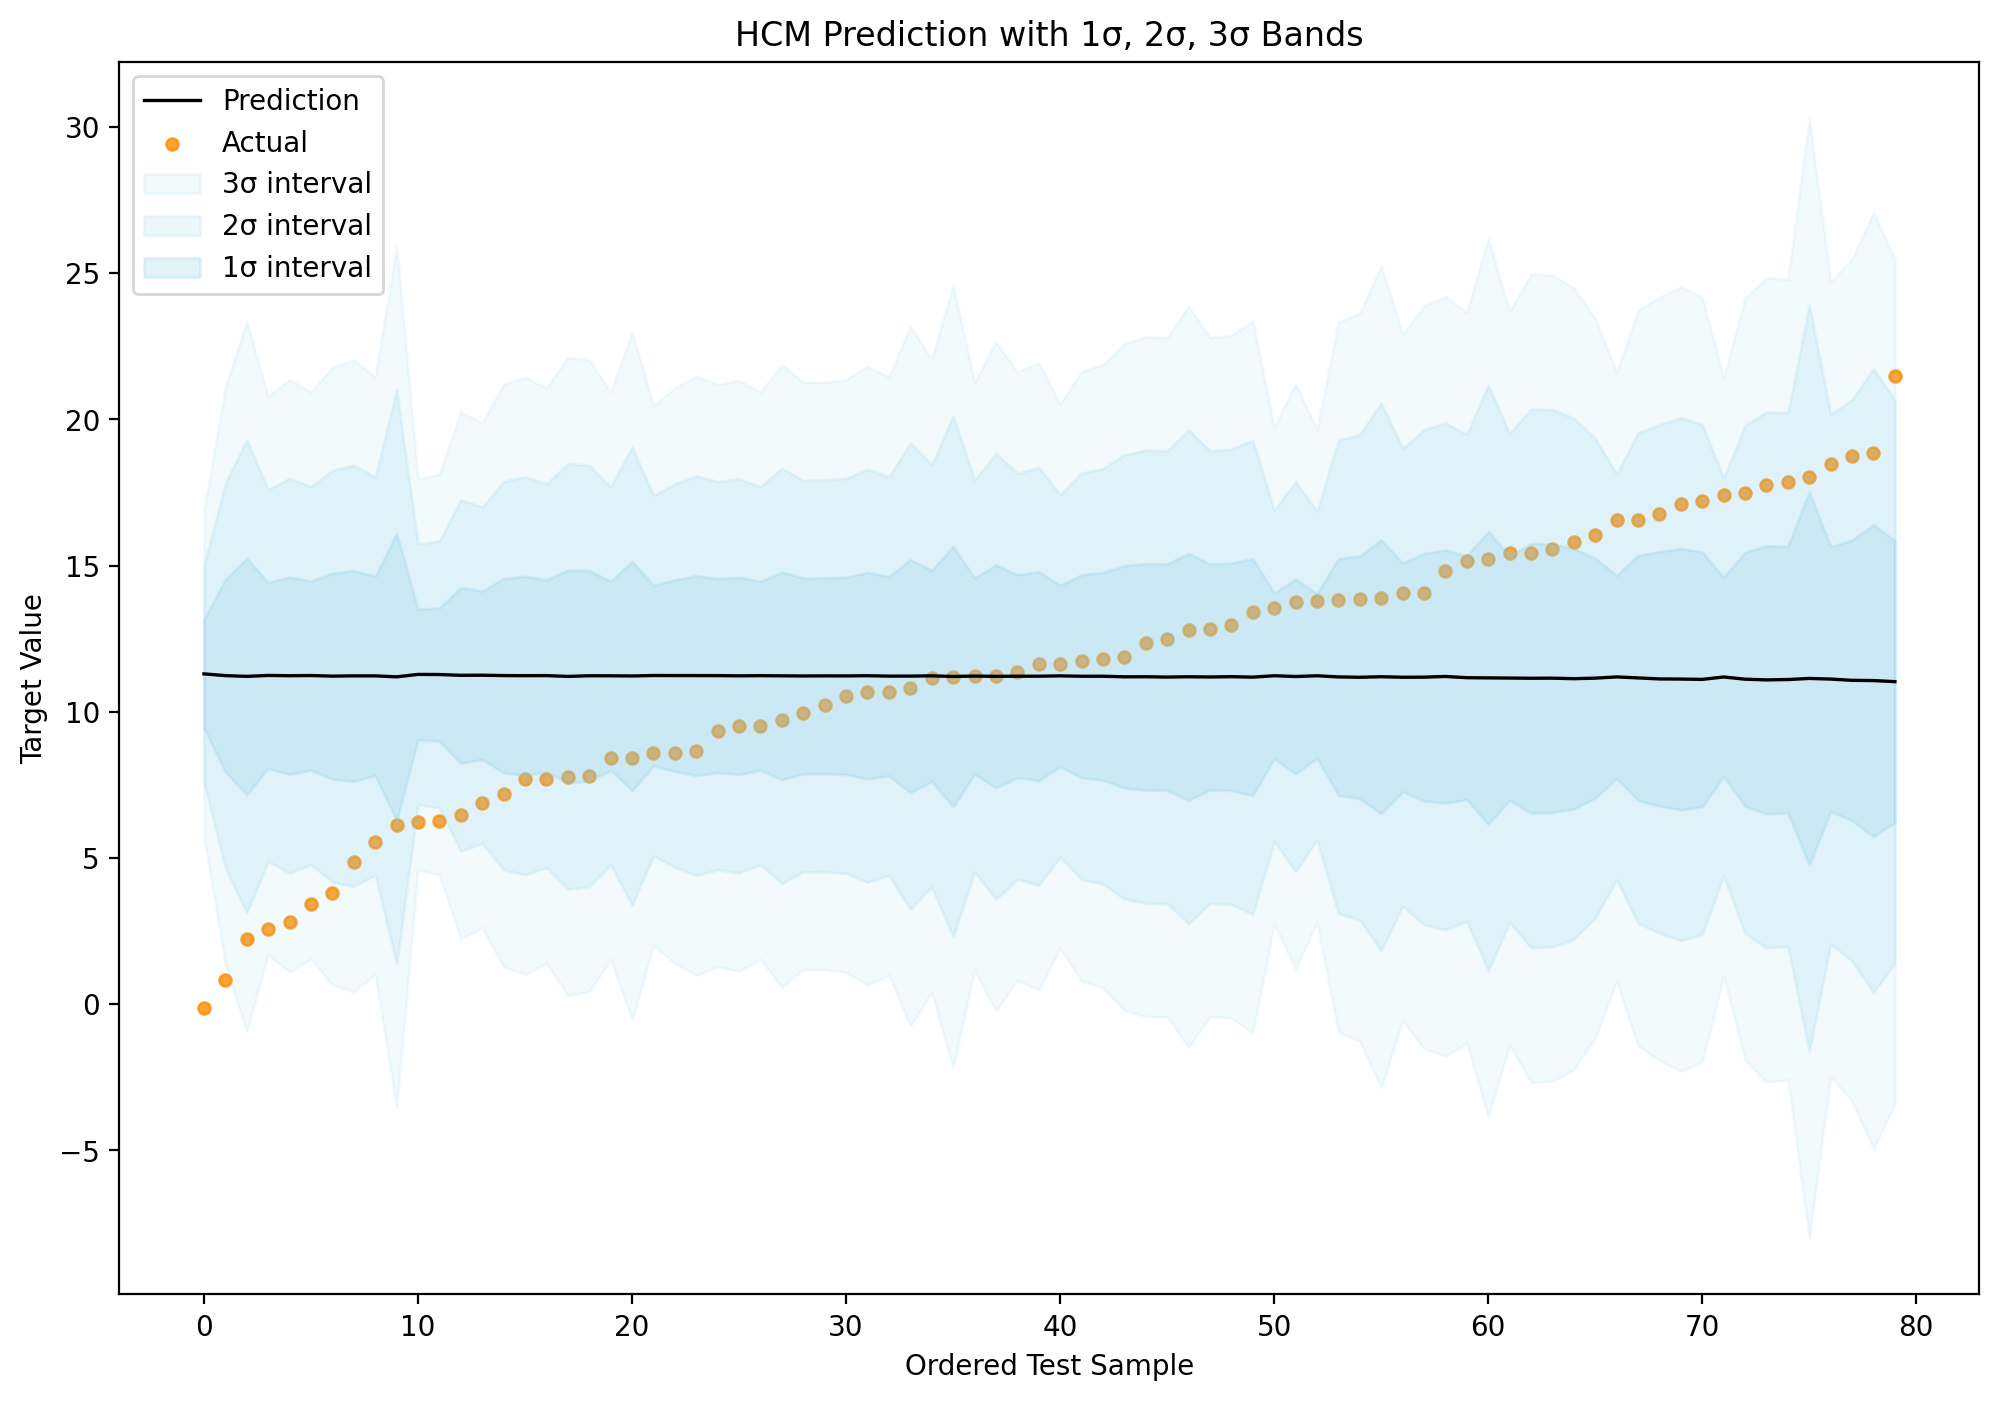 HCM Prediction with 1σ, 2σ, 3σ Bands
Prediction
Actual
3σ interval
2σ interval
1σ interval
Target Value
30
25
20
15
10
5
0
−5
0 10 20 30 40 50 60 70 80
Ordered Test Sample